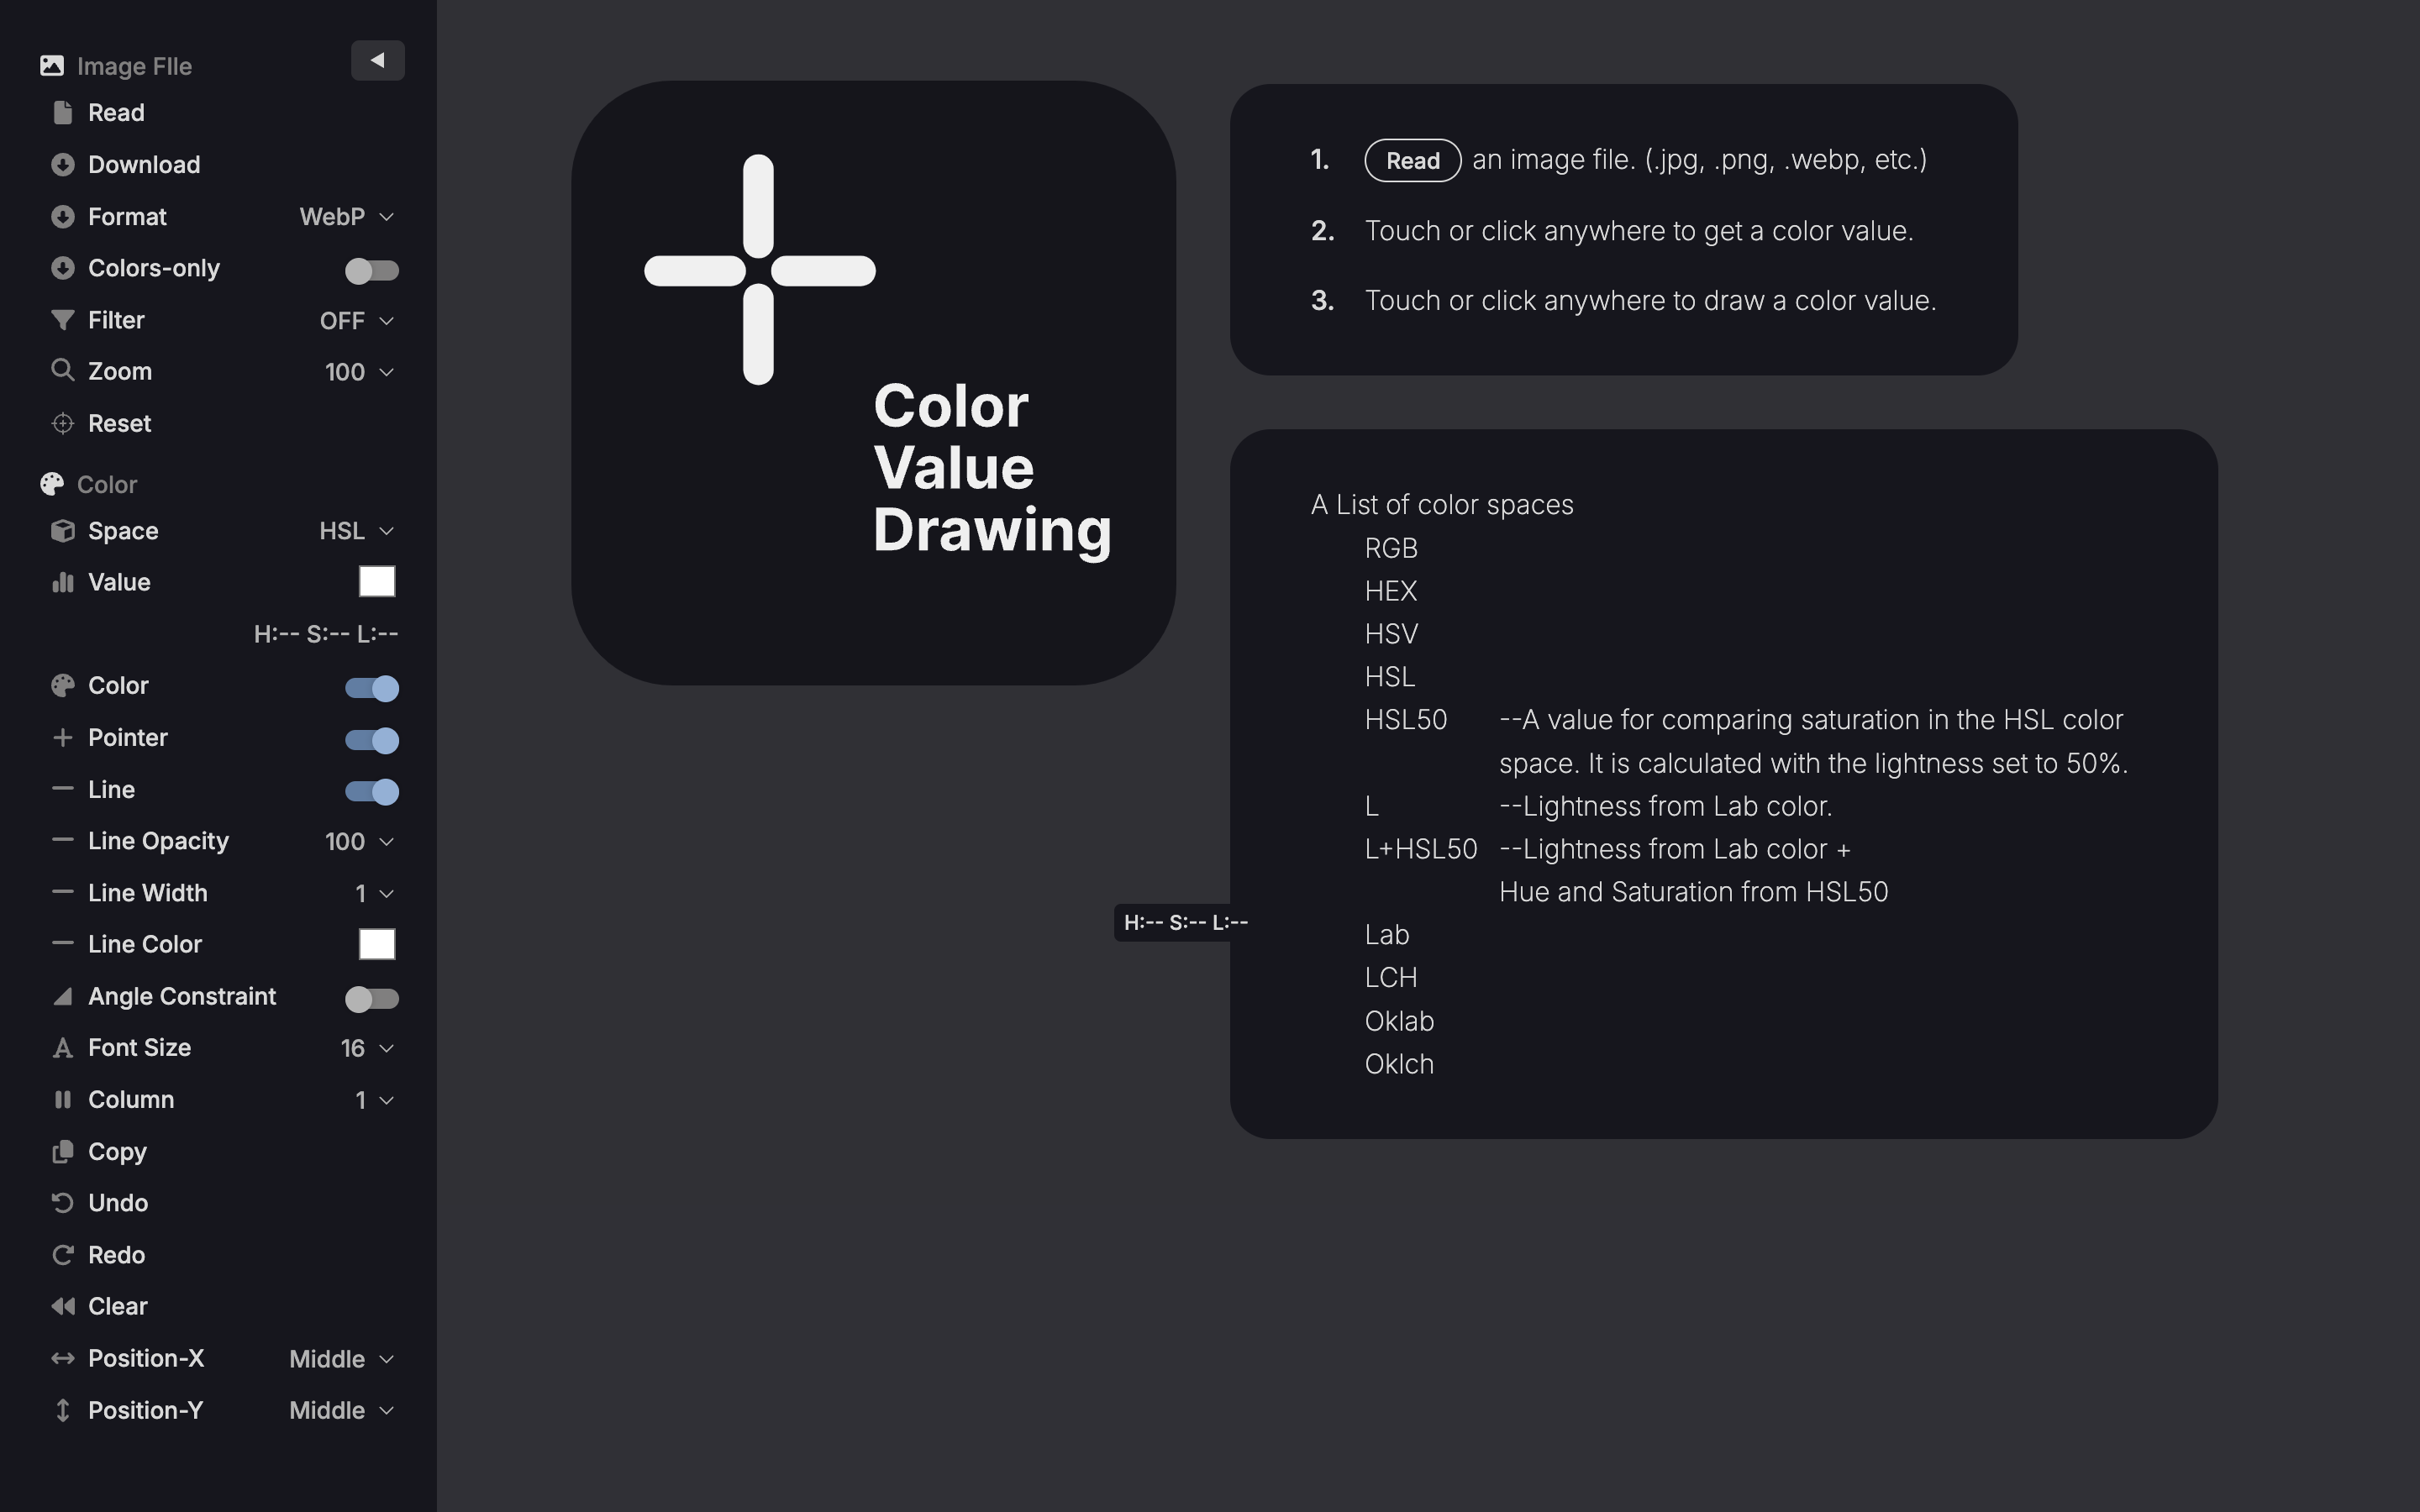 Image FIle
Read
Download
Format WebP
Colors-only
Filter OFF
Zoom 100
Reset
Color
Space HSL
Value
H:-- S:-- L:--
Color
Pointer
Line
Line Opacity 100
Line Width 1
Line Color
Angle Constraint
Font Size 16
Column 1
Copy
Undo
Redo
Clear
Position-X Middle
Position-Y Middle
Color
Value
Drawing
1. Read an image file. (.jpg, .png, .webp, etc.)
2. Touch or click anywhere to get a color value.
3. Touch or click anywhere to draw a color value.
A List of color spaces
RGB
HEX
HSV
HSL
HSL50 --A value for comparing saturation in the HSL color
space. It is calculated with the lightness set to 50%.
L --Lightness from Lab color.
L+HSL50 --Lightness from Lab color +
Hue and Saturation from HSL50
Lab
LCH
Oklab
Oklch
H:-- S:-- L:--